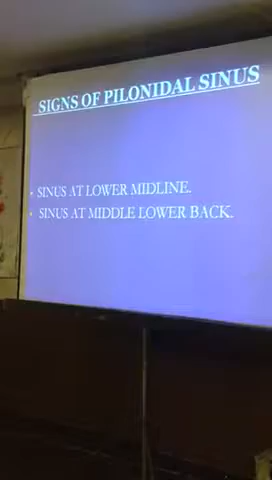 SIGNS OF PILONIDAL SINUS
• SINUS AT LOWER MIDLINE.
• SINUS AT MIDDLE LOWER BACK.